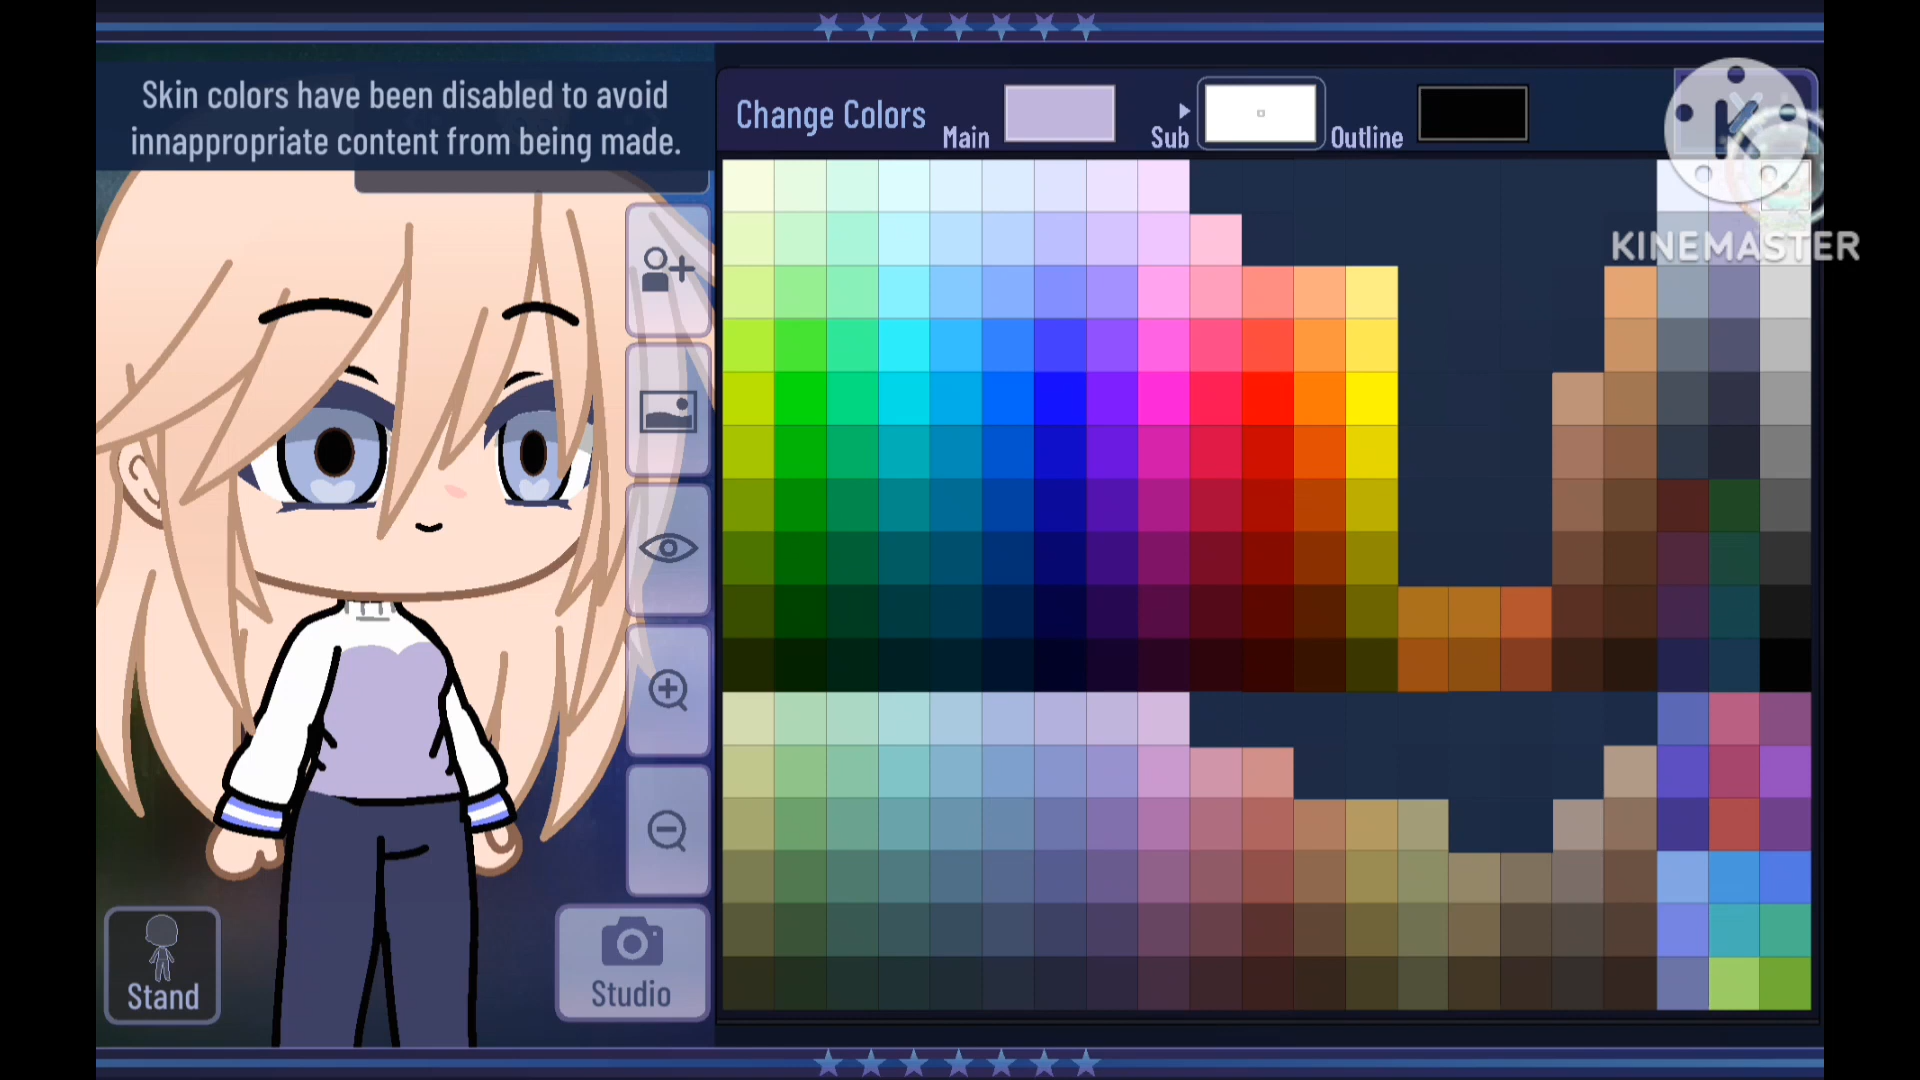 Skin colors have been disabled to avoid
innappropriate content from being made.
Change Colors
Main
Sub
Outline
K
KINEMASTER
Stand
Studio